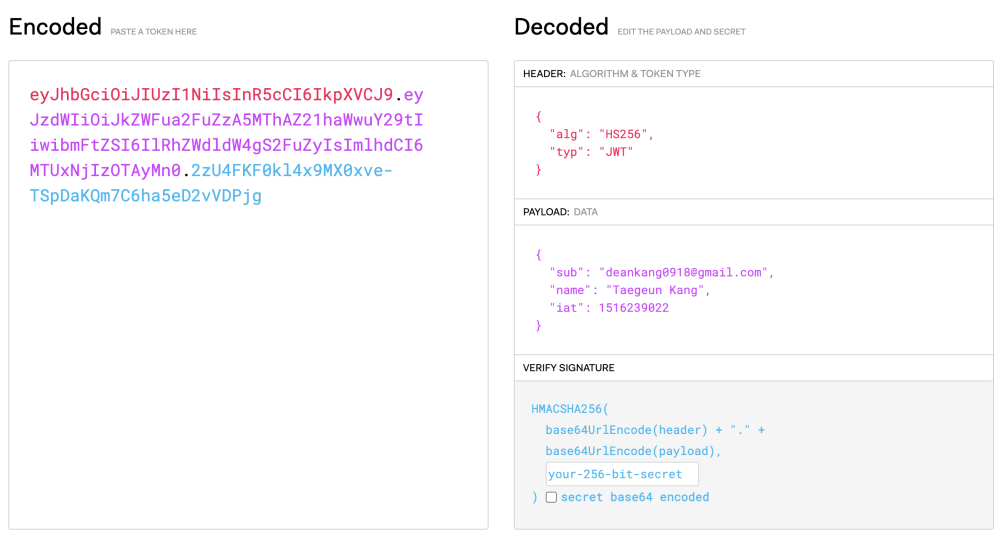 Encoded PASTE A TOKEN HERE
eyJhbGciOiJIUzI1NiIsInR5cCI6IkpXVCJ9.ey
JzdWIiOiJkZWFua2FuZzA5MThAZ21haWwuY29tI
iwibmFtZSI6IlRhZWdldW4gS2FuZyIsImlhdCI6
MTUxNjIzOTAyMn0.2zU4FKF0kl4x9MX0xve-
TSpDaKQm7C6ha5eD2vVDPjg
Decoded EDIT THE PAYLOAD AND SECRET
HEADER: ALGORITHM & TOKEN TYPE
{
"alg": "HS256",
"typ": "JWT"
}
PAYLOAD: DATA
{
"sub": "deankang0918@gmail.com",
"name": "Taegeun Kang",
"iat": 1516239022
}
VERIFY SIGNATURE
HMACSHA256(
base64UrlEncode(header) + "." +
base64UrlEncode(payload),
your-256-bit-secret
) secret base64 encoded